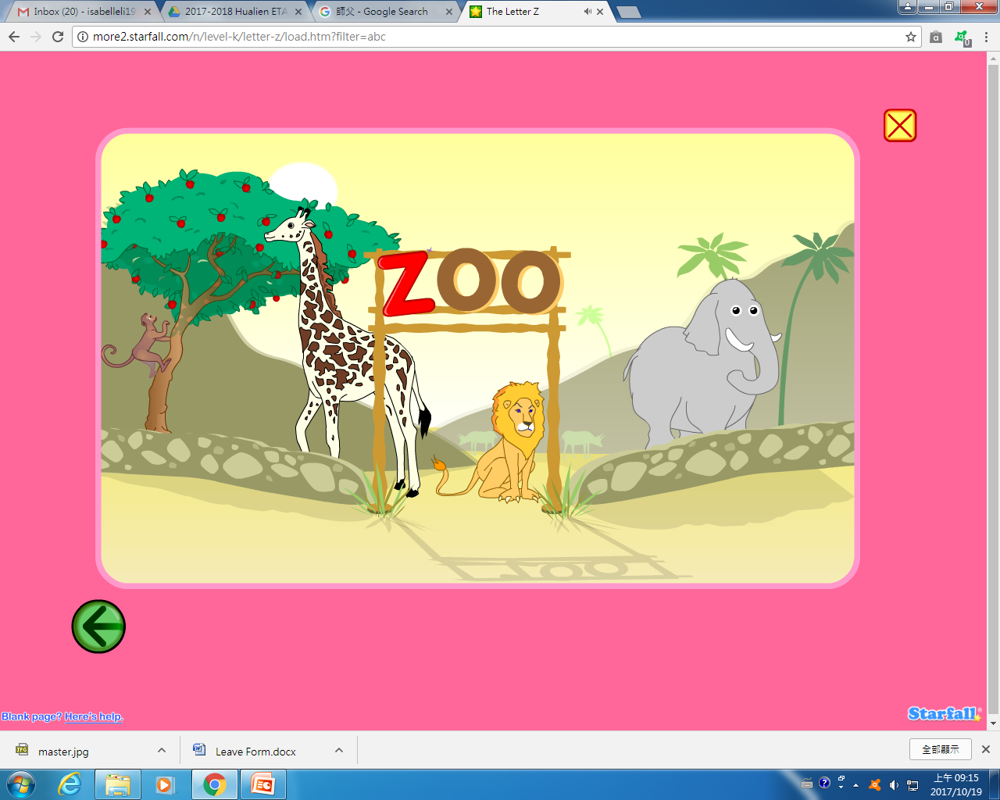 Inbox (20) - isabelleli19
2017-2018 Hualien ETA
師父 - Google Search
The Letter Z
more2.starfall.com/n/level-k/letter-z/load.htm?filter=abc
0
ZOO
ZOO
Blank page? Here's help.
Starfall
master.jpg
Leave Form.docx
全部顯示
上午 09:15
2017/10/19